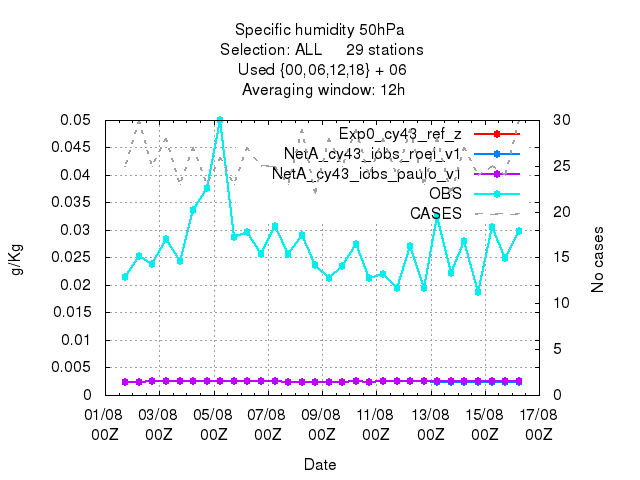 Specific humidity 50hPa
Selection: ALL 29 stations
Used {00,06,12,18} + 06
Averaging window: 12h
0.05
0.045
0.04
0.035
0.03
0.025
0.02
0.015
0.01
0.005
0
g/Kg
30
25
20
15
10
5
0
No cases
Exp0_cy43_ref_z
NetA_cy43_iobs_roel_v1
NetA_cy43_iobs_paulo_v1
OBS
CASES
01/08 03/08 05/08 07/08 09/08 11/08 13/08 15/08 17/08
00Z 00Z 00Z 00Z 00Z 00Z 00Z 00Z 00Z
Date